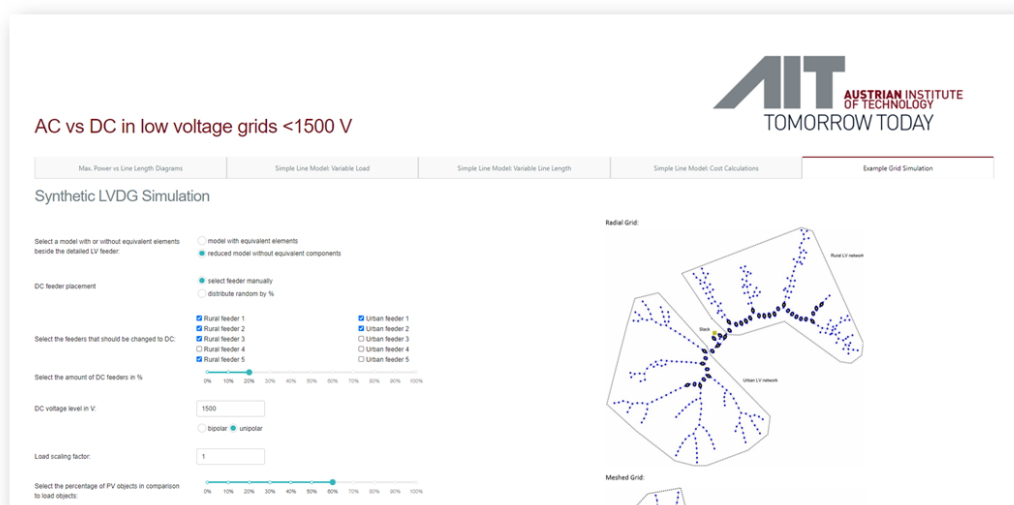 AIT
AUSTRIAN INSTITUTE
OF TECHNOLOGY
TOMORROW TODAY
AC vs DC in low voltage grids <1500 V
Max. Power vs Line Length Diagrams
Simple Line Model: Variable Load
Simple Line Model: Variable Line Length
Simple Line Model: Cost Calculations
Example Grid Simulation
Synthetic LVDG Simulation
Select a model with or without equivalent elements
beside the detailed LV feeder:
model with equivalent elements
reduced model without equivalent components
DC feeder placement
select feeder manually
distribute random by %
Select the feeders that should be changed to DC:
Rural feeder 1
Rural feeder 2
Rural feeder 3
Rural feeder 4
Rural feeder 5
Urban feeder 1
Urban feeder 2
Urban feeder 3
Urban feeder 4
Urban feeder 5
Select the amount of DC feeders in %
0% 10% 20% 30% 40% 50% 60% 70% 80% 90% 100%
DC voltage level in V:
1500
bipolar unipolar
Load scaling factor:
1
Select the percentage of PV objects in comparison
to load objects:
0% 10% 20% 30% 40% 50% 60% 70% 80% 90% 100%
Radial Grid:
Rural LV network
Slack
Urban LV network
Meshed Grid: